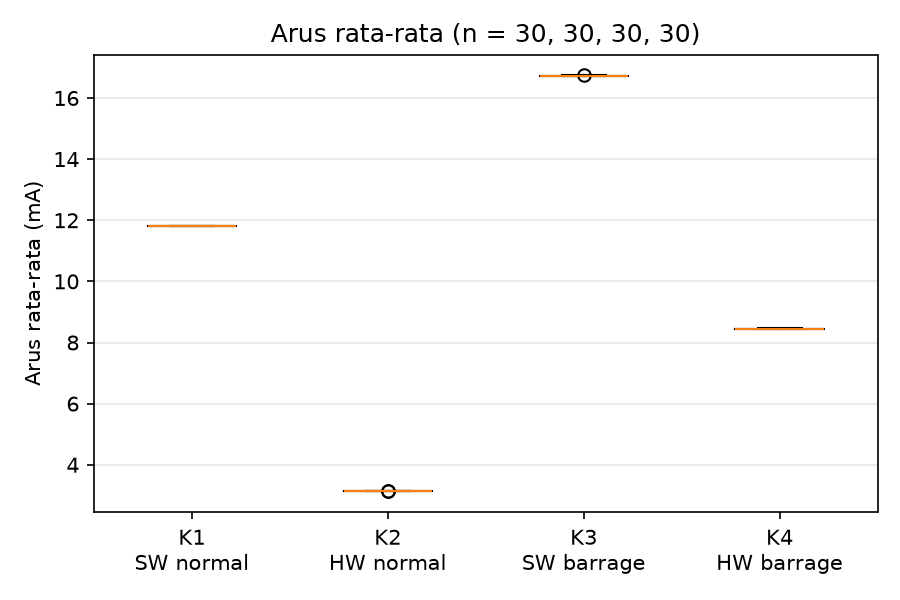 Arus rata-rata (n = 30, 30, 30, 30)
Arus rata-rata (mA)
16
14
12
10
8
6
4
K1
SW normal
K2
HW normal
K3
SW barrage
K4
HW barrage